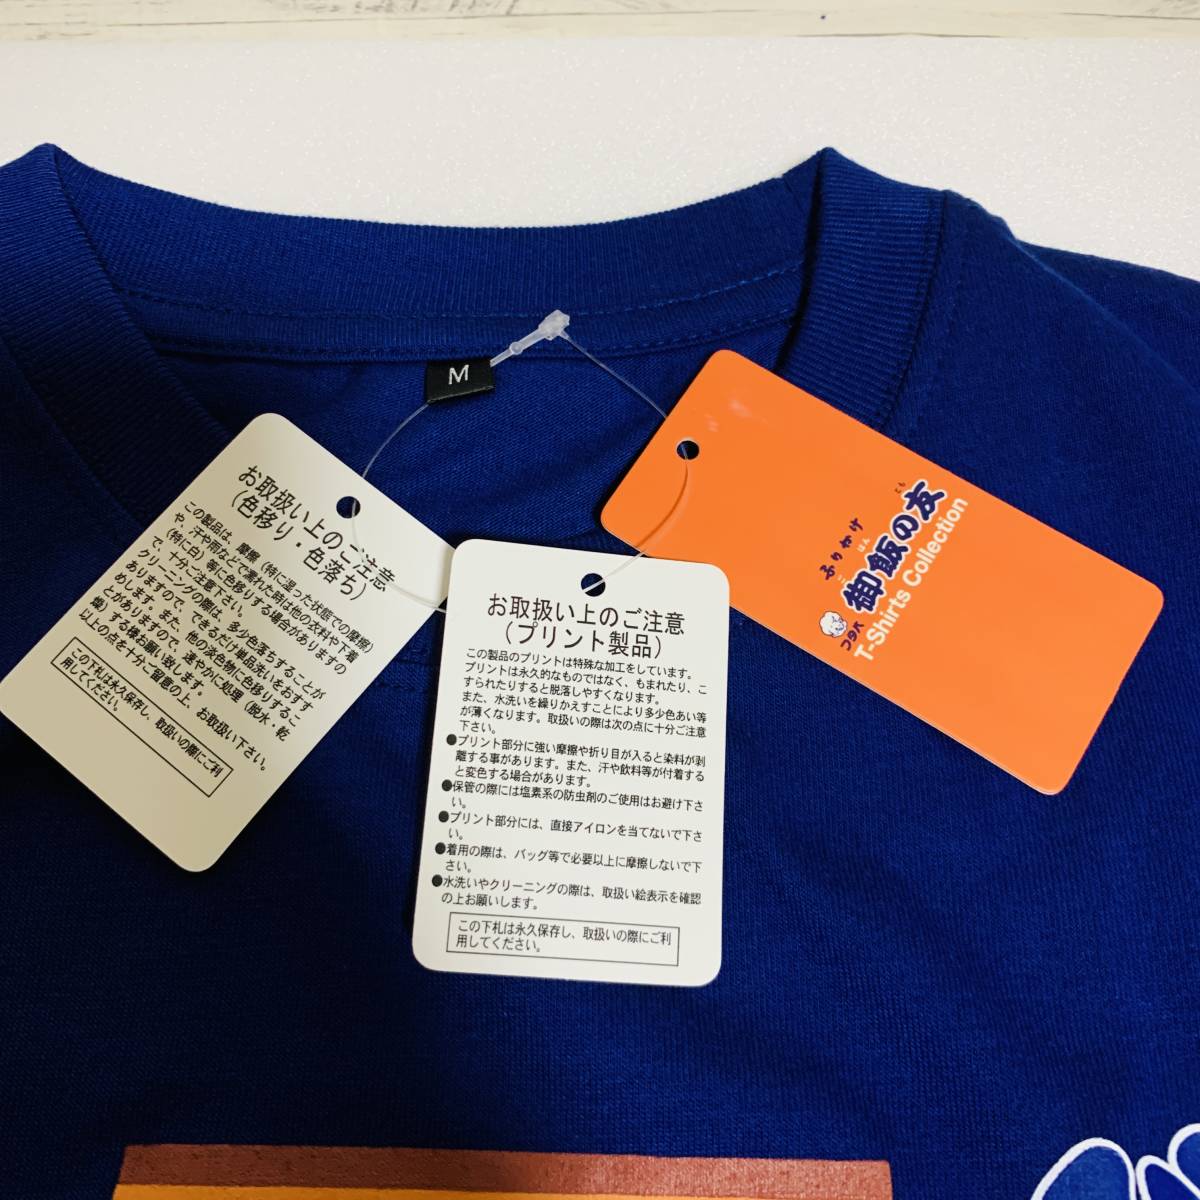 M
お取扱い上のご注意
(色移り・色落ち)
この製品は、摩擦(特に湿った状態での摩擦)
や、汗や雨などで濡れた時は他の衣料や下着
(特に白)等に色移りする場合があります
で、十分ご注意下さい。
クリーニングの際は、多少色落ちすることが
ありますので、できるだけ単品洗いをおすす
めします。また、他の淡色物に色移りするこ
とがありますので、速やかに処理(脱水・乾
燥)する様お願い致します。
以上の点を十分ご留意の上、お取扱い下さい。
この下札は永久保存し、取扱いの際にご利
用してください。
お取扱い上のご注意
(プリント製品)
この製品のプリントは特殊な加工をしています。
プリントは永久的なものではなく、もまれたり、こ
すられたりすると脱落しやすくなります。
また、水洗いを繰りかえすことにより多少色あい等
が薄くなります。取扱いの際は次の点に十分ご注意
下さい。
●プリント部分に強い摩擦や折り目が入ると染料が剥
離する事があります。また、汗や飲料等が付着する
と変色する場合があります。
●保管の際には塩素系の防虫剤のご使用はお避け下さ
い。
●プリント部分には、直接アイロンを当てないで下さ
い。
●着用の際は、バッグ等で必要以上に摩擦しないで下
さい。
●水洗いやクリーニングの際は、取扱い絵表示を確認
の上お願いします。
この下札は永久保存し、取扱いの際にご利
用してください。
ふりかけ
ご はん とも
フタバ 御飯の友
T-Shirts Collection